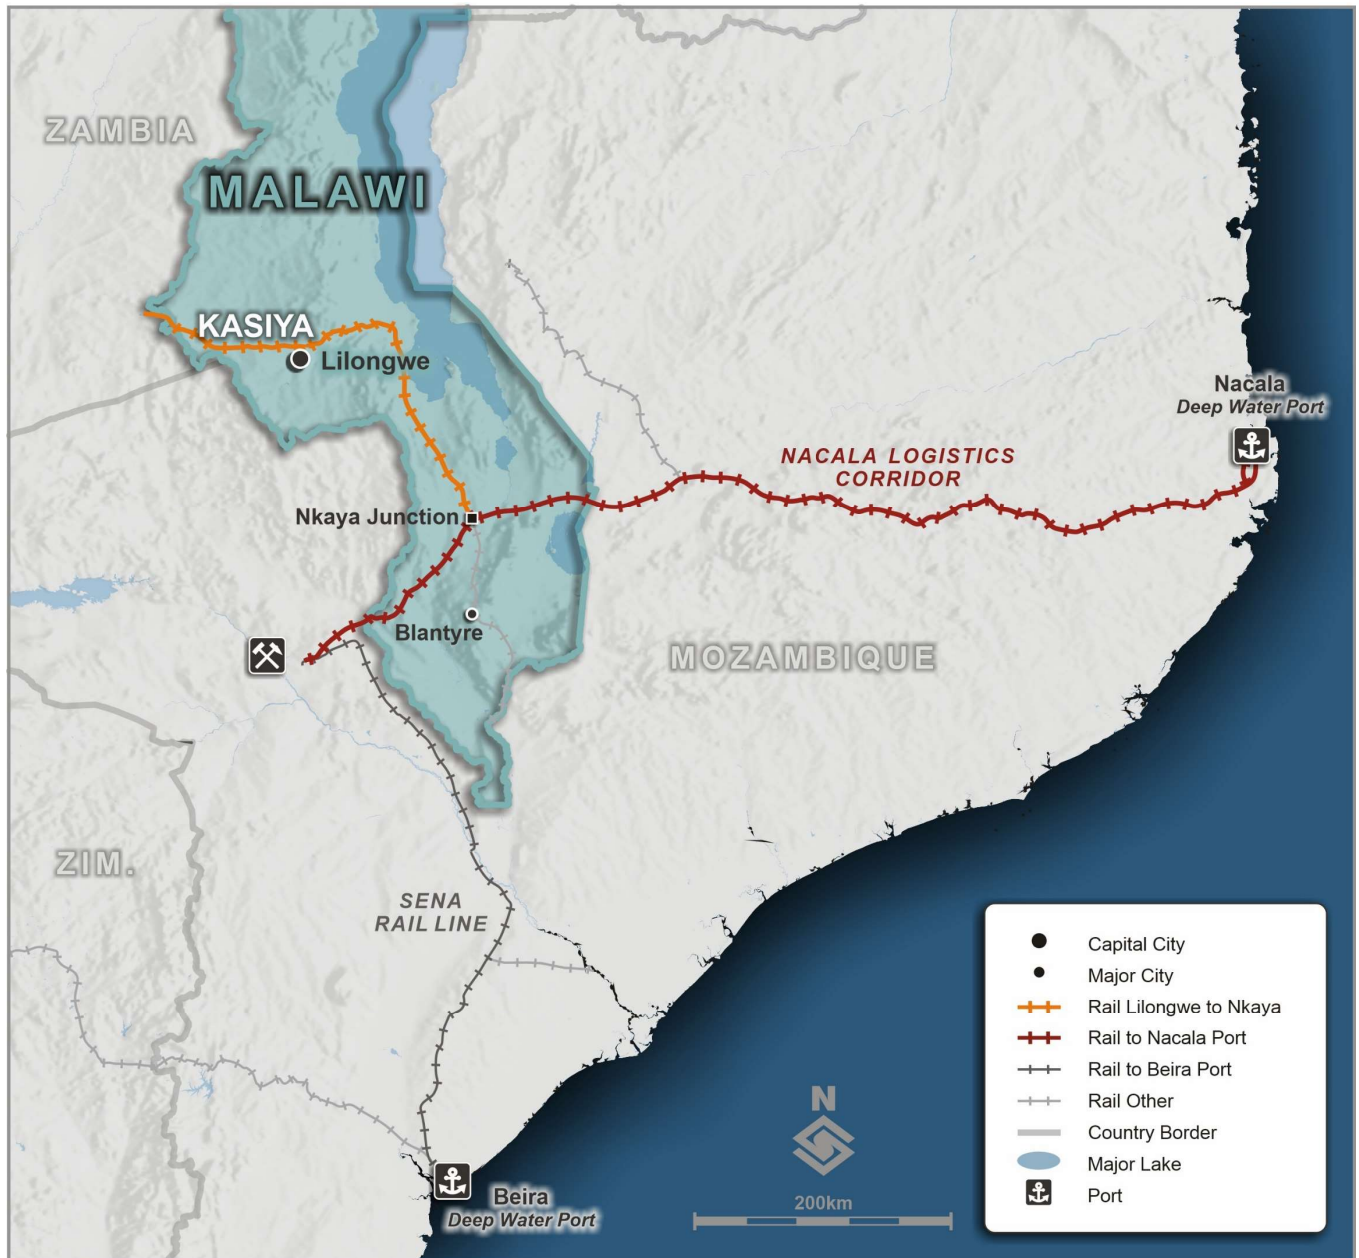 ZAMBIA
MALAWI
KASIYA
Lilongwe
Nacala
Deep Water Port
NACALA LOGISTICS
CORRIDOR
Nkaya Junction
Blantyre
MOZAMBIQUE
ZIM.
SENA
RAIL LINE
Capital City
Major City
Rail Lilongwe to Nkaya
Rail to Nacala Port
Rail to Beira Port
Rail Other
Country Border
Major Lake
Port
N
200km
Beira
Deep Water Port